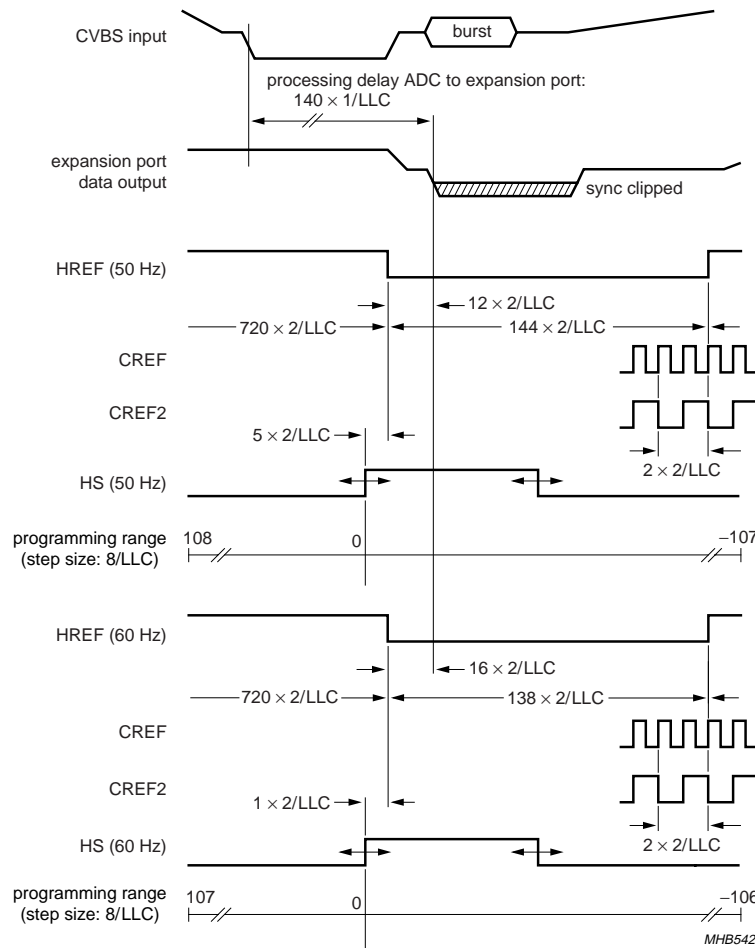 CVBS input
burst
processing delay ADC to expansion port:
140 × 1/LLC
expansion port
data output
sync clipped
HREF (50 Hz)
12 × 2/LLC
720 × 2/LLC
144 × 2/LLC
CREF
CREF2
5 × 2/LLC
2 × 2/LLC
HS (50 Hz)
programming range
(step size: 8/LLC)
108
0
−107
HREF (60 Hz)
16 × 2/LLC
720 × 2/LLC
138 × 2/LLC
CREF
CREF2
1 × 2/LLC
2 × 2/LLC
HS (60 Hz)
programming range
(step size: 8/LLC)
107
0
−106
MHB542